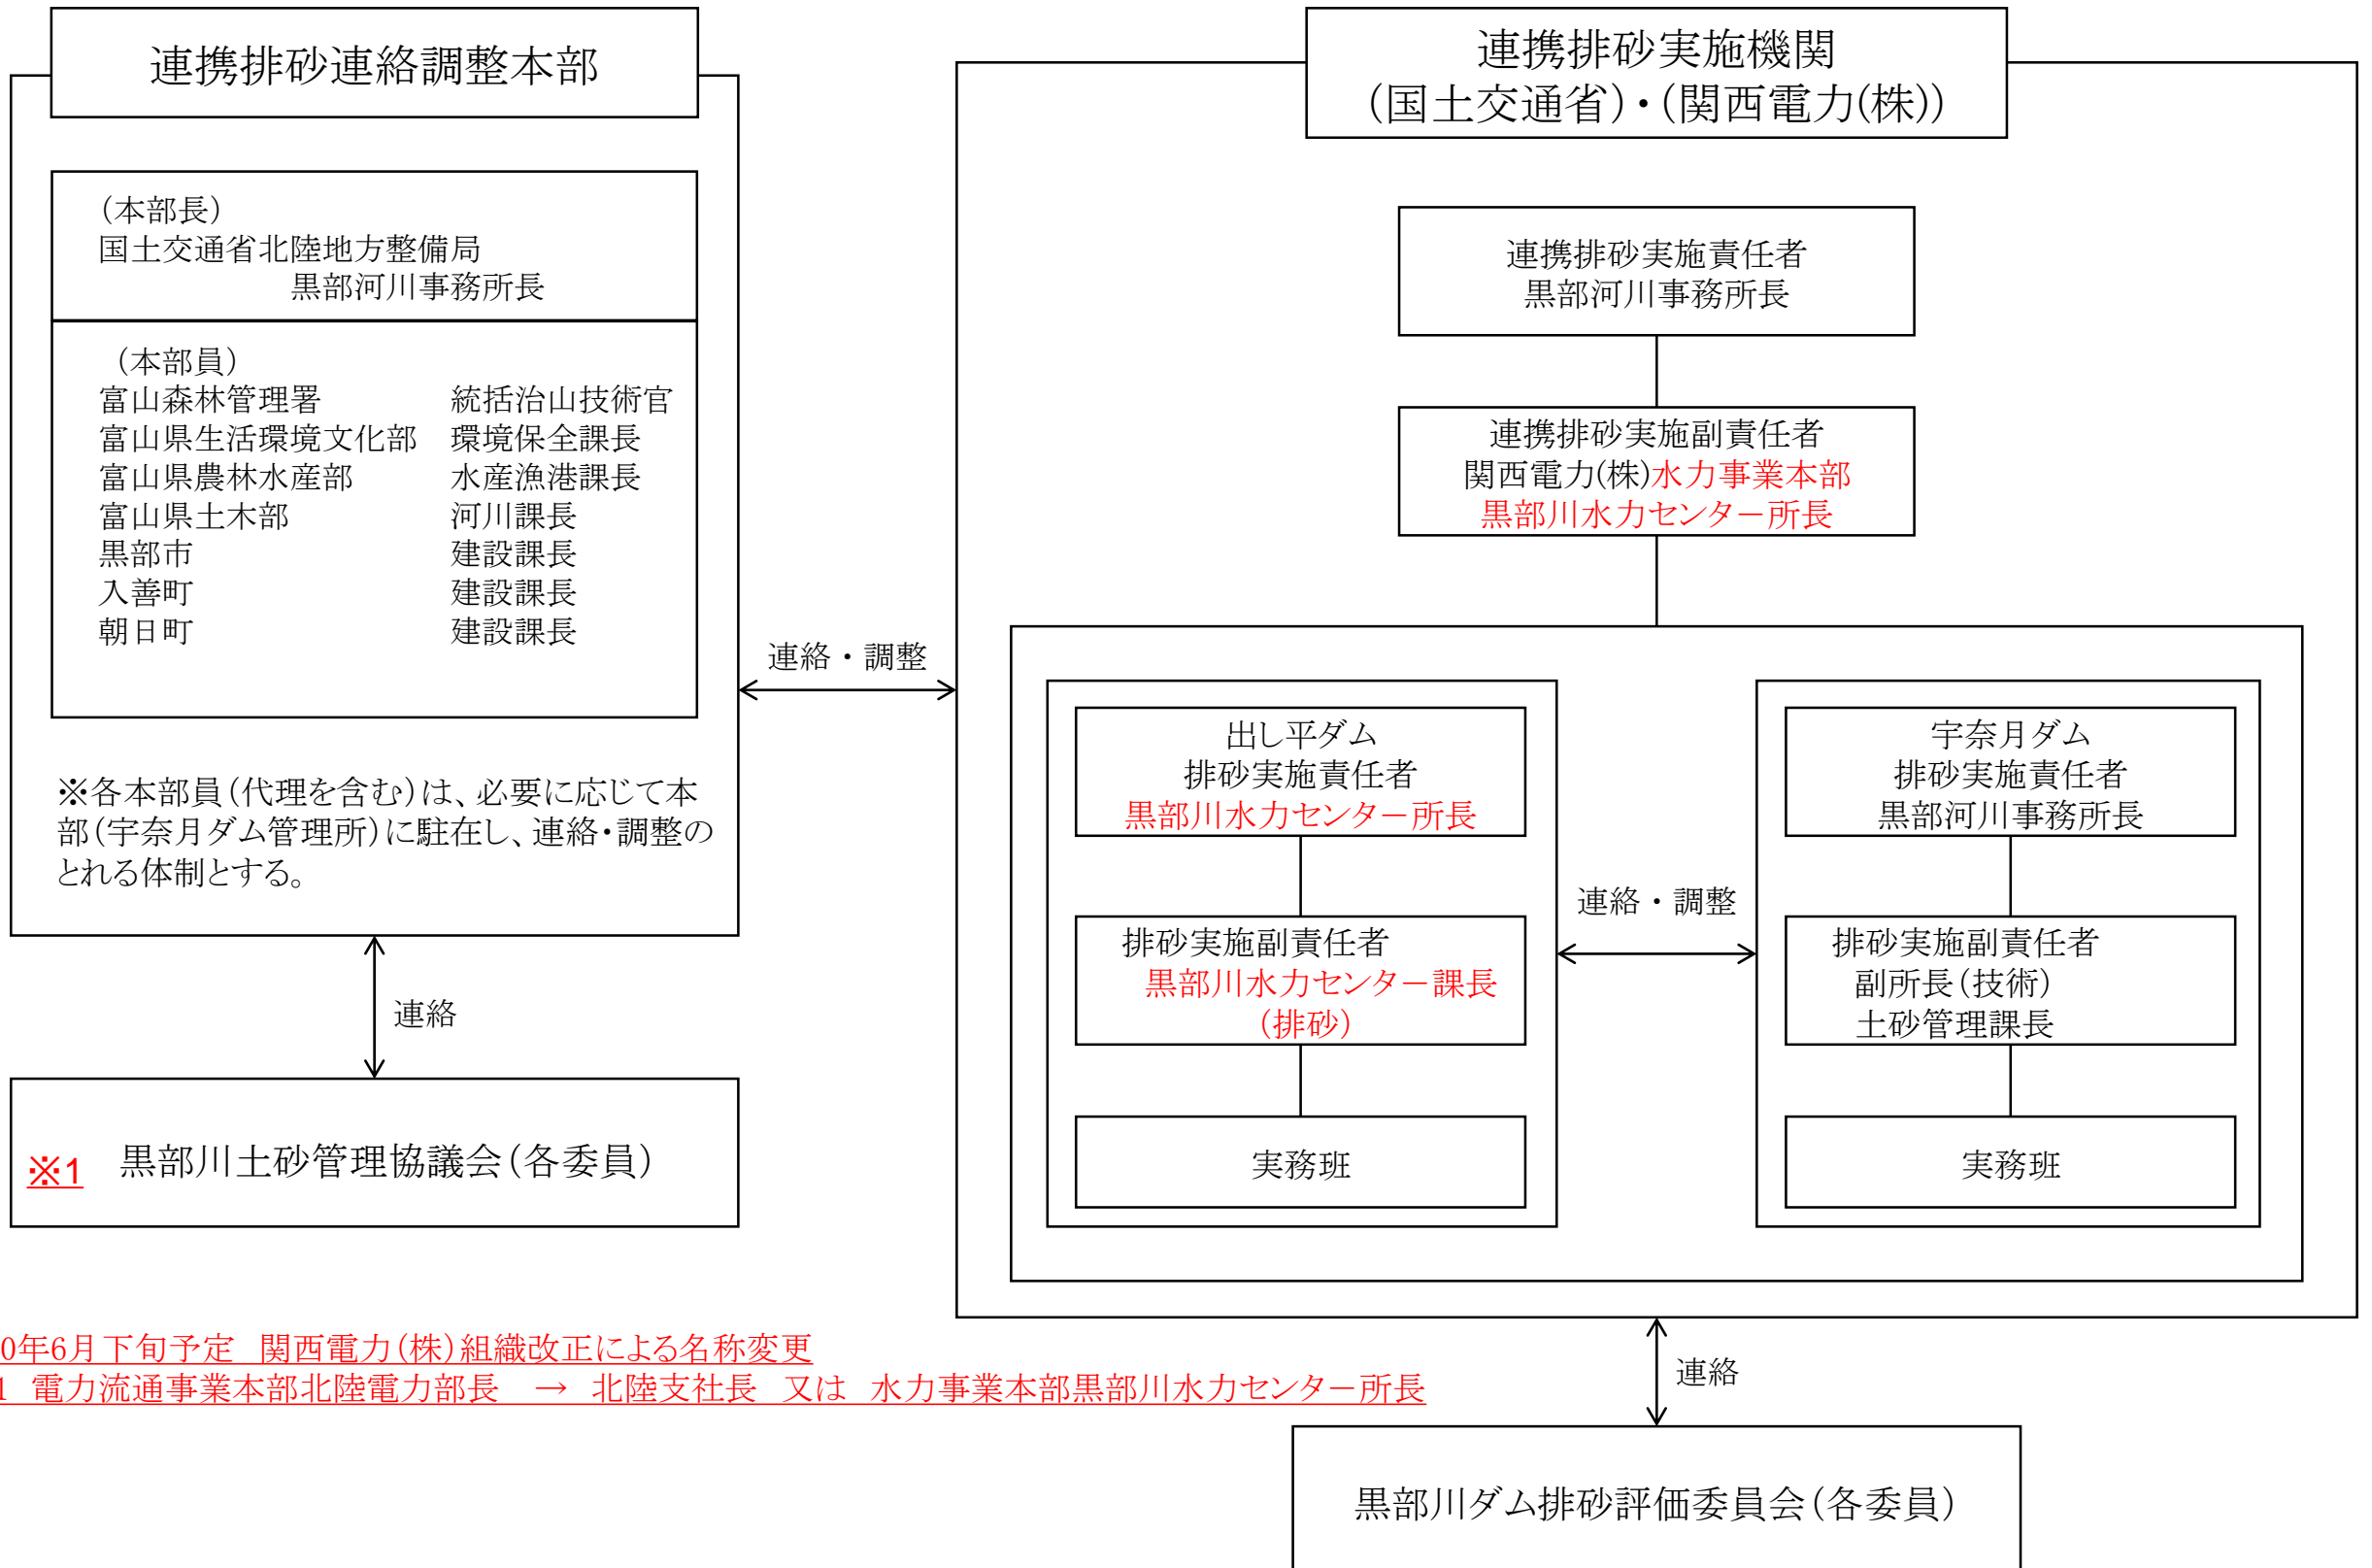 連携排砂連絡調整本部
(本部長)
国土交通省北陸地方整備局
黒部河川事務所長
(本部員)
富山森林管理署 統括治山技術官
富山県生活環境文化部 環境保全課長
富山県農林水産部 水産漁港課長
富山県土木部 河川課長
黒部市 建設課長
入善町 建設課長
朝日町 建設課長
※各本部員(代理を含む)は、必要に応じて本
部(宇奈月ダム管理所)に駐在し、連絡・調整の
とれる体制とする。
連絡
※1 黒部川土砂管理協議会(各委員)
連絡・調整
連携排砂実施機関
(国土交通省)・(関西電力(株))
連携排砂実施責任者
黒部河川事務所長
連携排砂実施副責任者
関西電力(株)水力事業本部
黒部川水力センター所長
出し平ダム
排砂実施責任者
黒部川水力センター所長
排砂実施副責任者
黒部川水力センター課長
(排砂)
実務班
連絡・調整
宇奈月ダム
排砂実施責任者
黒部河川事務所長
排砂実施副責任者
副所長(技術)
土砂管理課長
実務班
0年6月下旬予定 関西電力(株)組織改正による名称変更
1 電力流通事業本部北陸電力部長 → 北陸支社長 又は 水力事業本部黒部川水力センター所長
連絡
黒部川ダム排砂評価委員会(各委員)